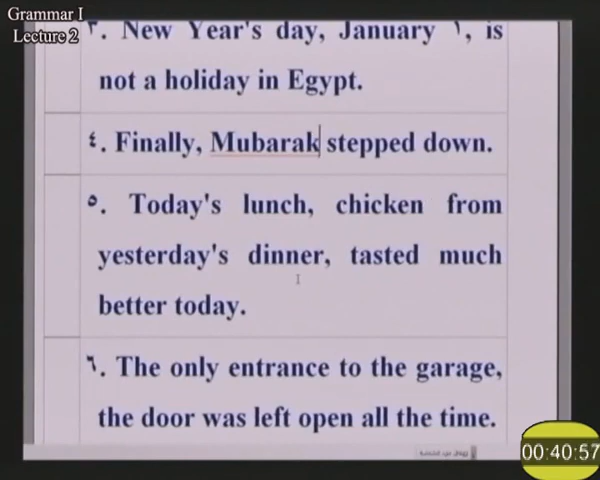 Grammar I
Lecture 2
٣. New Year's day, January ١, is
not a holiday in Egypt.
٤. Finally, Mubarak stepped down.
٥. Today's lunch, chicken from
yesterday's dinner, tasted much
better today.
٦. The only entrance to the garage,
the door was left open all the time.
00:40:57